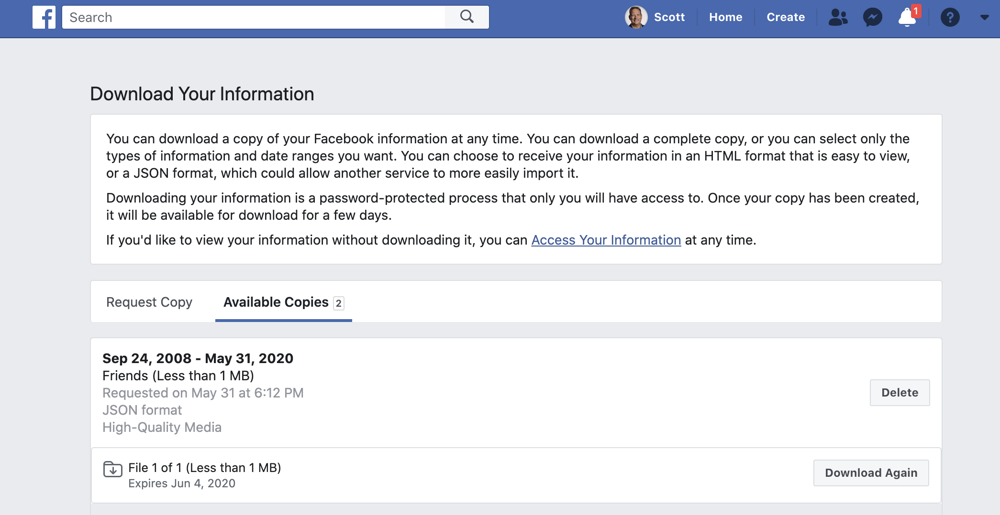 f
Search
Scott
Home
Create
1
?
Download Your Information
You can download a copy of your Facebook information at any time. You can download a complete copy, or you can select only the
types of information and date ranges you want. You can choose to receive your information in an HTML format that is easy to view,
or a JSON format, which could allow another service to more easily import it.
Downloading your information is a password-protected process that only you will have access to. Once your copy has been created,
it will be available for download for a few days.
If you'd like to view your information without downloading it, you can Access Your Information at any time.
Request Copy
Available Copies 2
Sep 24, 2008 - May 31, 2020
Friends (Less than 1 MB)
Requested on May 31 at 6:12 PM
JSON format
High-Quality Media
Delete
File 1 of 1 (Less than 1 MB)
Expires Jun 4, 2020
Download Again